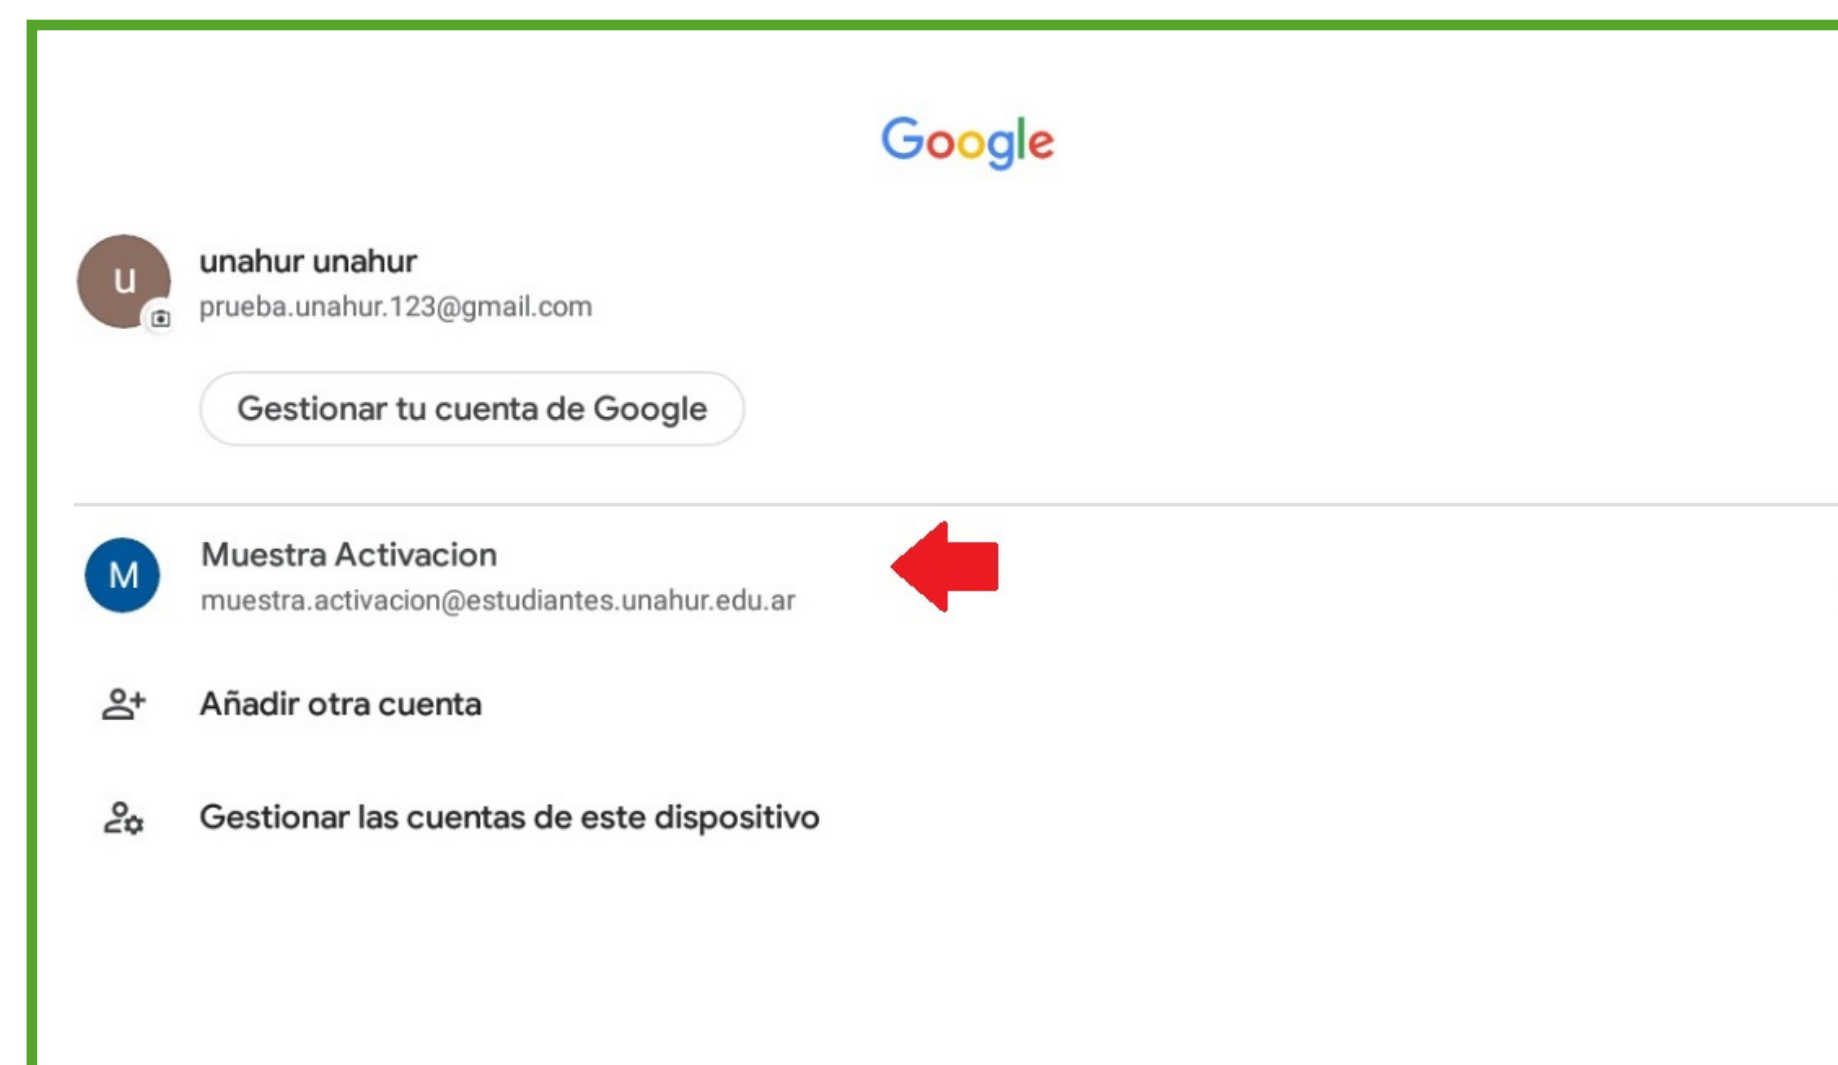 Google
u
unahur unahur
prueba.unahur.123@gmail.com
Gestionar tu cuenta de Google
M
Muestra Activacion
muestra.activacion@estudiantes.unahur.edu.ar
Añadir otra cuenta
Gestionar las cuentas de este dispositivo